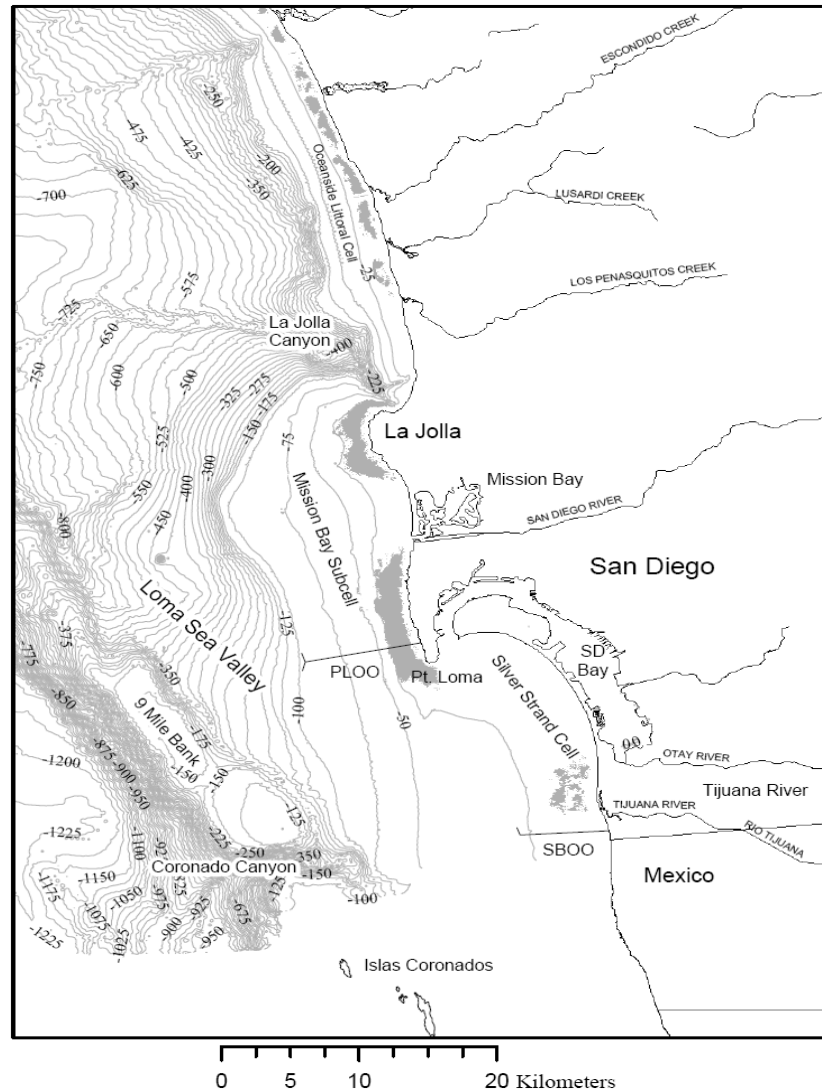 ESCONDIDO CREEK
-250
-475
-425
-200
-625
-350
-700
Oceanside Littoral Cell
LUSARDI CREEK
-25
LOS PENASQUITOS CREEK
-575
-725
La Jolla
Canyon
-650
-400
-750
-600
-500
-225
-325
-275
-175
-150
-75
La Jolla
-525
-300
-550
-400
-450
Mission Bay
Mission Bay Subcell
SAN DIEGO RIVER
-800
San Diego
Loma Sea Valley
-125
-375
-775
PLOO
Pt. Loma
SD
Bay
Silver Strand Cell
-350
-850
-100
-50
9 Mile Bank
-175
-875
-1200
-900
-150
-150
-950
OTAY RIVER
Tijuana River
-125
TIJUANA RIVER
RIO TIJUANA
-1225
-225
-1100
-250
350
SBOO
Coronado Canyon
-150
Mexico
-1150
-1175
-1050
-975
-925
-125
-100
-675
-1075
-900
-1225
-1025
-950
Islas Coronados
0 5 10 20 Kilometers